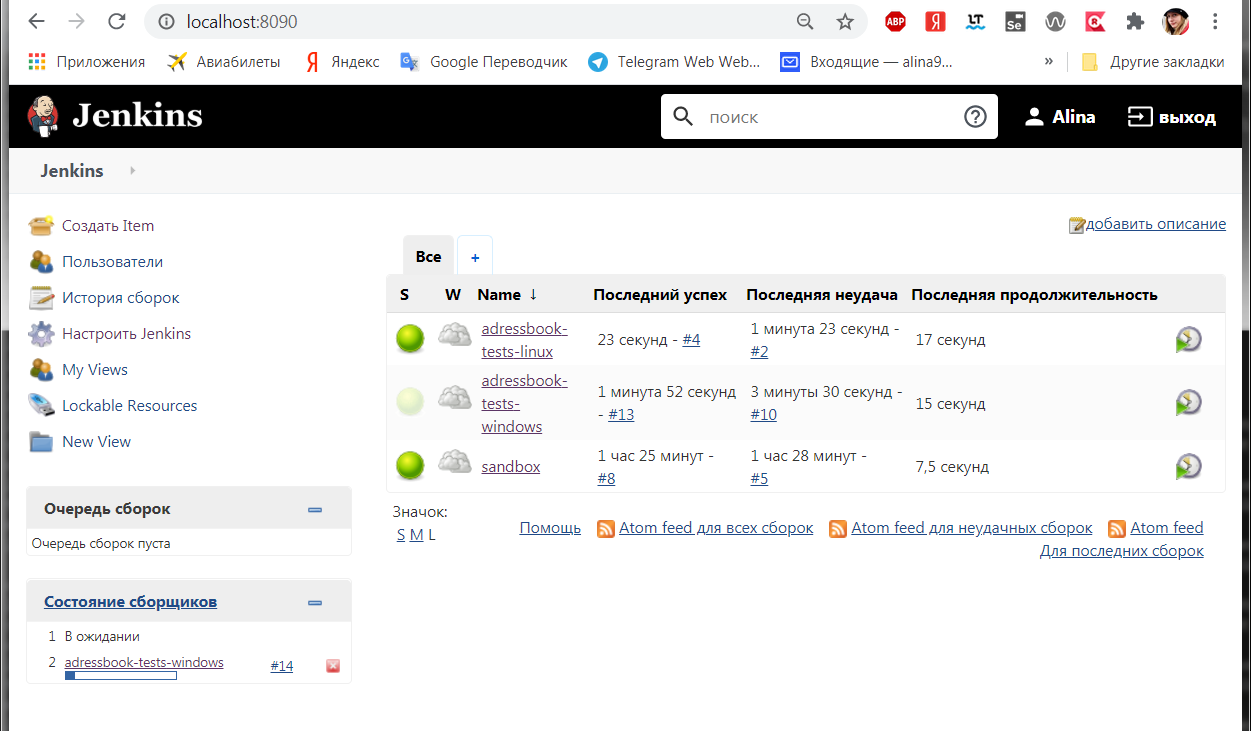 localhost:8090
ABP
Я
LT
Se
Приложения
Авиабилеты
Я
Яндекс
Google Переводчик
Telegram Web Web...
Входящие — alina9...
»
Другие закладки
Jenkins
поиск
Alina
выход
Jenkins
Создать Item
Пользователи
История сборок
Настроить Jenkins
My Views
Lockable Resources
New View
Очередь сборок
Очередь сборок пуста
Состояние сборщиков
1 В ожидании
2 adressbook-tests-windows #14
добавить описание
Все
+
S W Name ↓ Последний успех Последняя неудача Последняя продолжительность
adressbook-tests-linux 23 секунд - #4 1 минута 23 секунд - #2 17 секунд
adressbook-tests-windows 1 минута 52 секунд - #13 3 минуты 30 секунд - #10 15 секунд
sandbox 1 час 25 минут - #8 1 час 28 минут - #5 7,5 секунд
Значок:
S M L
Помощь Atom feed для всех сборок Atom feed для неудачных сборок Atom feed
Для последних сборок